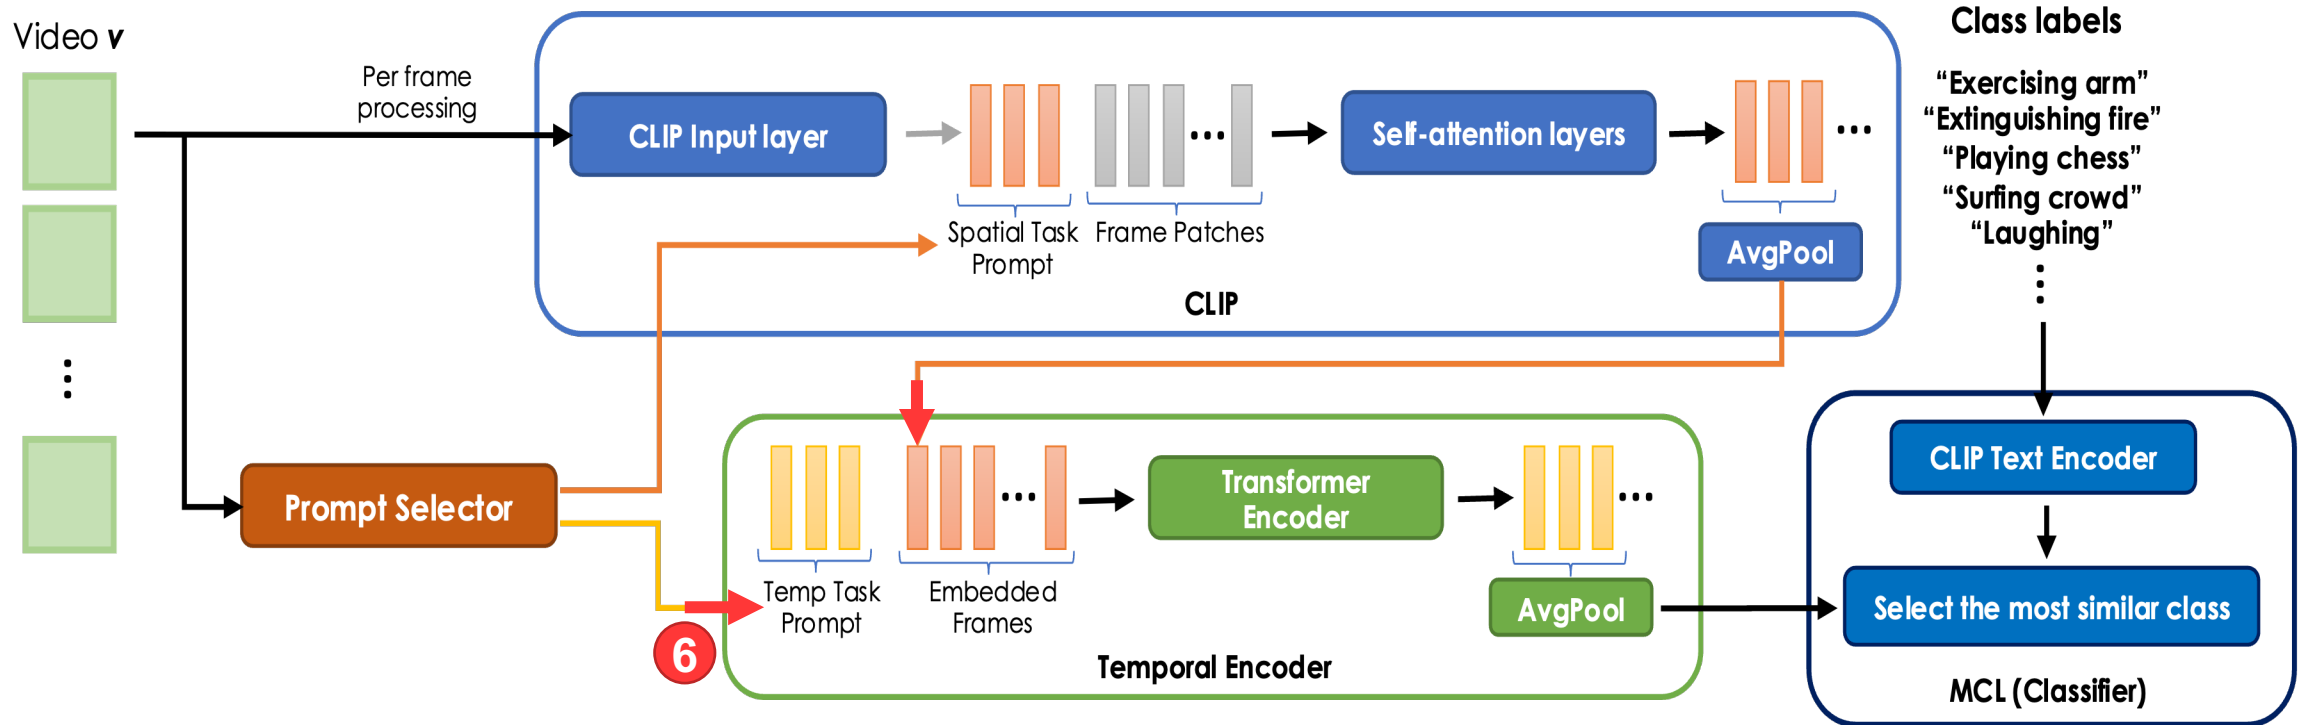 Video v
Per frame
processing
CLIP Input layer
Spatial Task
Prompt
Frame Patches
Self-attention layers
AvgPool
CLIP
Class labels
“Exercising arm”
“Extinguishing fire”
“Playing chess”
“Surfing crowd”
“Laughing”
Prompt Selector
6
Temp Task
Prompt
Embedded
Frames
Transformer
Encoder
AvgPool
Temporal Encoder
CLIP Text Encoder
Select the most similar class
MCL (Classifier)